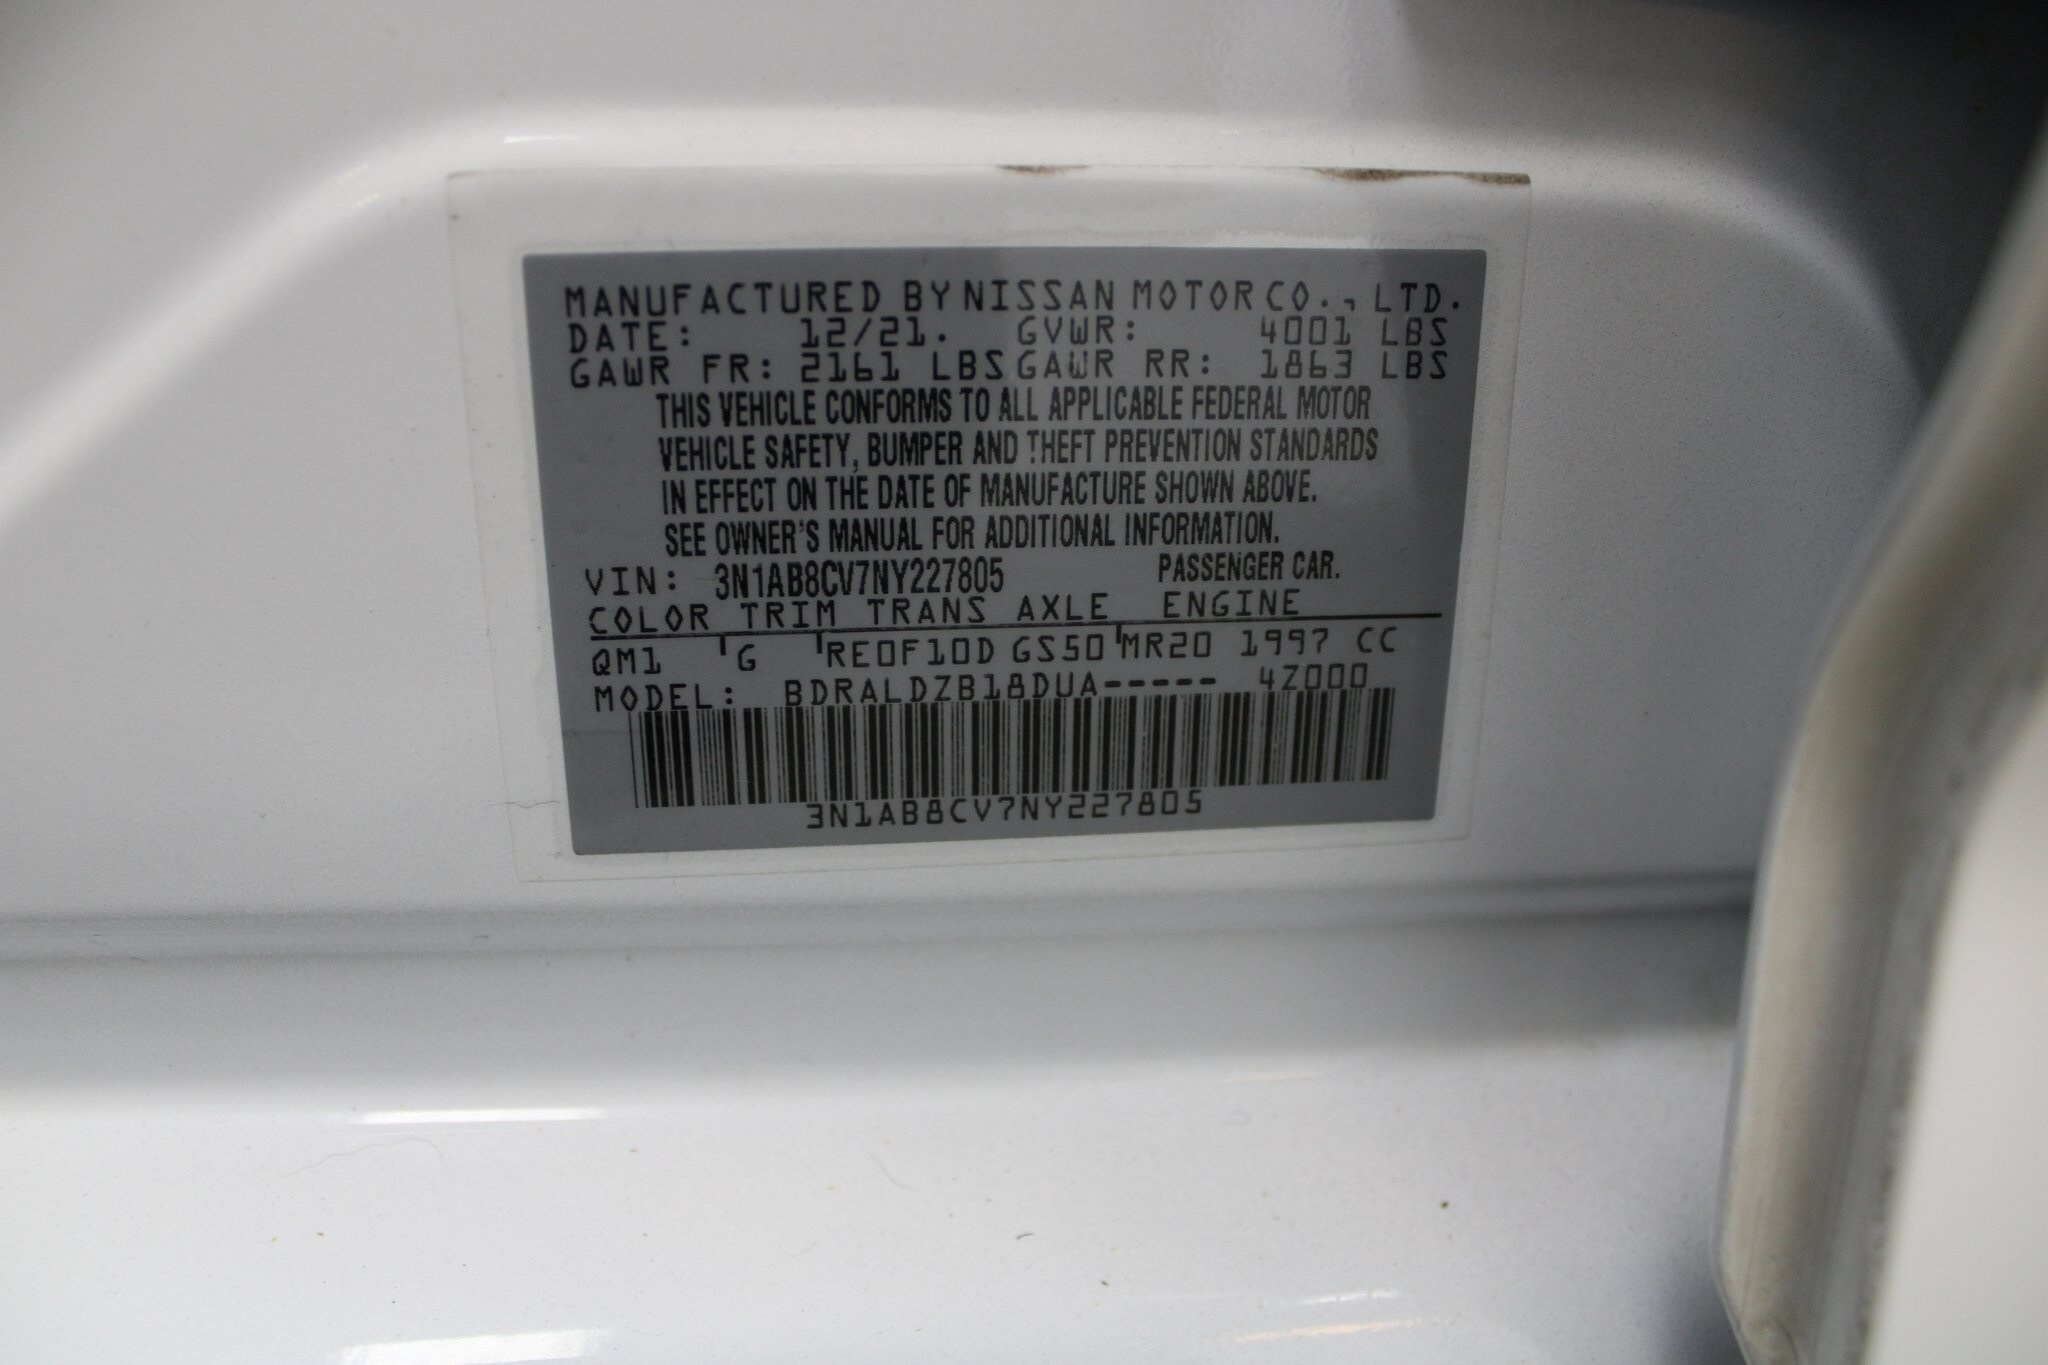 MANUFACTURED BY NISSAN MOTOR CO., LTD.
DATE: 12/21. GVWR: 4001 LBS
GAWR FR: 2161 LBS GAWR RR: 1863 LBS
THIS VEHICLE CONFORMS TO ALL APPLICABLE FEDERAL MOTOR
VEHICLE SAFETY, BUMPER AND THEFT PREVENTION STANDARDS
IN EFFECT ON THE DATE OF MANUFACTURE SHOWN ABOVE.
SEE OWNER'S MANUAL FOR ADDITIONAL INFORMATION.
VIN: 3N1AB8CV7NY227805 PASSENGER CAR.
COLOR TRIM TRANS AXLE ENGINE
QM1 G RE0F10D GS50 MR20 1997 CC
MODEL: BDRALDZB18DUA----- 4Z000
3N1AB8CV7NY227805